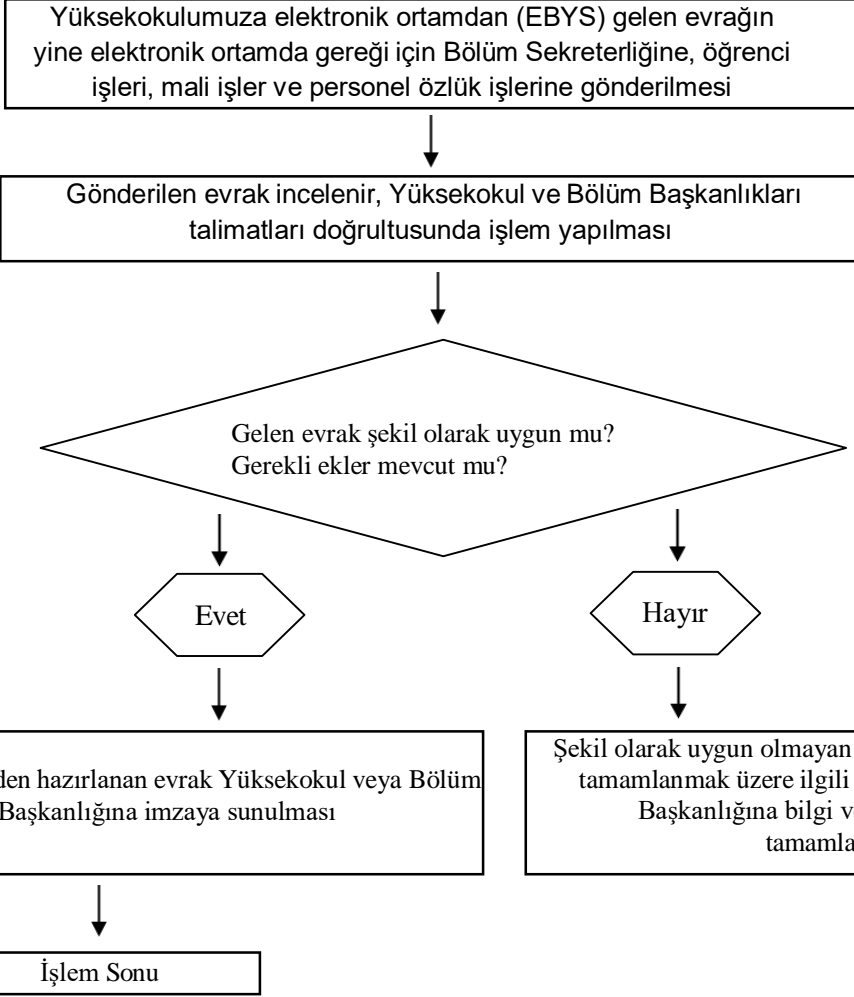 Yüksekokulumuza elektronik ortamdan (EBYS) gelen evrağın
yine elektronik ortamda gereği için Bölüm Sekreterliğine, öğrenci
işleri, mali işler ve personel özlük işlerine gönderilmesi
Gönderilen evrak incelenir, Yüksekokul ve Bölüm Başkanlıkları
talimatları doğrultusunda işlem yapılması
Gelen evrak şekil olarak uygun mu?
Gerekli ekler mevcut mu?
Evet
Hayır
den hazırlanan evrak Yüksekokul veya Bölüm
Başkanlığına imzaya sunulması
Şekil olarak uygun olmayan
tamamlanmak üzere ilgili
Başkanlığına bilgi v
tamamla
İşlem Sonu